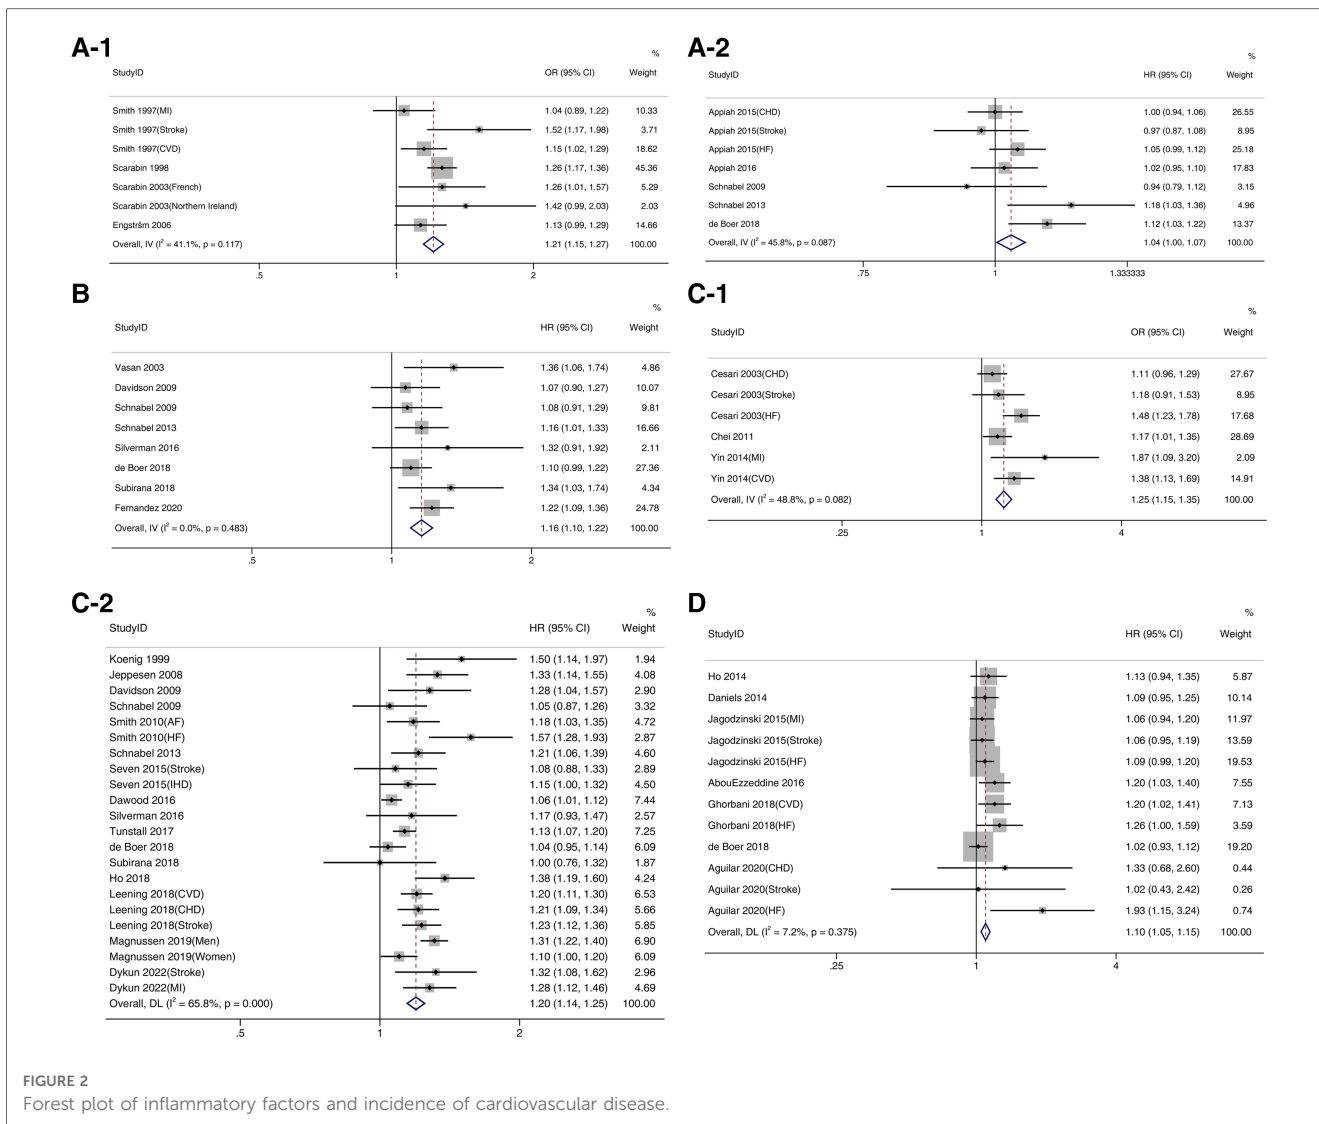 A-1
%
StudyID OR (95% CI) Weight
Smith 1997(MI) 1.04 (0.89, 1.22) 10.33
Smith 1997(Stroke) 1.52 (1.17, 1.98) 3.71
Smith 1997(CVD) 1.15 (1.02, 1.29) 18.62
Scarabin 1998 1.26 (1.17, 1.36) 45.36
Scarabin 2003(French) 1.26 (1.01, 1.57) 5.29
Scarabin 2003(Northern Ireland) 1.42 (0.99, 2.03) 2.03
Engstršm 2006 1.13 (0.99, 1.29) 14.66
Overall, IV (I² = 41.1%, p = 0.117) 1.21 (1.15, 1.27) 100.00
.5 1 2
A-2
%
StudyID HR (95% CI) Weight
Appiah 2015(CHD) 1.00 (0.94, 1.06) 26.55
Appiah 2015(Stroke) 0.97 (0.87, 1.08) 8.95
Appiah 2015(HF) 1.05 (0.99, 1.12) 25.18
Appiah 2016 1.02 (0.95, 1.10) 17.83
Schnabel 2009 0.94 (0.79, 1.12) 3.15
Schnabel 2013 1.18 (1.03, 1.36) 4.96
de Boer 2018 1.12 (1.03, 1.22) 13.37
Overall, IV (I² = 45.8%, p = 0.087) 1.04 (1.00, 1.07) 100.00
.75 1 1.333333
B
%
StudyID HR (95% CI) Weight
Vasan 2003 1.36 (1.06, 1.74) 4.86
Davidson 2009 1.07 (0.90, 1.27) 10.07
Schnabel 2009 1.08 (0.91, 1.29) 9.81
Schnabel 2013 1.16 (1.01, 1.33) 16.66
Silverman 2016 1.32 (0.91, 1.92) 2.11
de Boer 2018 1.10 (0.99, 1.22) 27.36
Subirana 2018 1.34 (1.03, 1.74) 4.34
Fernandez 2020 1.22 (1.09, 1.36) 24.78
Overall, IV (I² = 0.0%, p = 0.483) 1.16 (1.10, 1.22) 100.00
.5 1 2
C-1
%
StudyID OR (95% CI) Weight
Cesari 2003(CHD) 1.11 (0.96, 1.29) 27.67
Cesari 2003(Stroke) 1.18 (0.91, 1.53) 8.95
Cesari 2003(HF) 1.48 (1.23, 1.78) 17.68
Chei 2011 1.17 (1.01, 1.35) 28.69
Yin 2014(MI) 1.87 (1.09, 3.20) 2.09
Yin 2014(CVD) 1.38 (1.13, 1.69) 14.91
Overall, IV (I² = 48.8%, p = 0.082) 1.25 (1.15, 1.35) 100.00
.25 1 4
C-2
%
StudyID HR (95% CI) Weight
Koenig 1999 1.50 (1.14, 1.97) 1.94
Jeppesen 2008 1.33 (1.14, 1.55) 4.08
Davidson 2009 1.28 (1.04, 1.57) 2.90
Schnabel 2009 1.05 (0.87, 1.26) 3.32
Smith 2010(AF) 1.18 (1.03, 1.35) 4.72
Smith 2010(HF) 1.57 (1.28, 1.93) 2.87
Schnabel 2013 1.21 (1.06, 1.39) 4.60
Seven 2015(Stroke) 1.08 (0.88, 1.33) 2.89
Seven 2015(IHD) 1.15 (1.00, 1.32) 4.50
Dawood 2016 1.06 (1.01, 1.12) 7.44
Silverman 2016 1.17 (0.93, 1.47) 2.57
Tunstall 2017 1.13 (1.07, 1.20) 7.25
de Boer 2018 1.04 (0.95, 1.14) 6.09
Subirana 2018 1.00 (0.76, 1.32) 1.87
Ho 2018 1.38 (1.19, 1.60) 4.24
Leening 2018(CVD) 1.20 (1.11, 1.30) 6.53
Leening 2018(CHD) 1.21 (1.09, 1.34) 5.66
Leening 2018(Stroke) 1.23 (1.12, 1.36) 5.85
Magnussen 2019(Men) 1.31 (1.22, 1.40) 6.90
Magnussen 2019(Women) 1.10 (1.00, 1.20) 6.09
Dykun 2022(Stroke) 1.32 (1.08, 1.62) 2.96
Dykun 2022(MI) 1.28 (1.12, 1.46) 4.69
Overall, DL (I² = 65.8%, p = 0.000) 1.20 (1.14, 1.25) 100.00
.5 1 2
D
%
StudyID HR (95% CI) Weight
Ho 2014 1.13 (0.94, 1.35) 5.87
Daniels 2014 1.09 (0.95, 1.25) 10.14
Jagodzinski 2015(MI) 1.06 (0.94, 1.20) 11.97
Jagodzinski 2015(Stroke) 1.06 (0.95, 1.19) 13.59
Jagodzinski 2015(HF) 1.09 (0.99, 1.20) 19.53
AbouEzzeddine 2016 1.20 (1.03, 1.40) 7.55
Ghorbani 2018(CVD) 1.20 (1.02, 1.41) 7.13
Ghorbani 2018(HF) 1.26 (1.00, 1.59) 3.59
de Boer 2018 1.02 (0.93, 1.12) 19.20
Aguilar 2020(CHD) 1.33 (0.68, 2.60) 0.44
Aguilar 2020(Stroke) 1.02 (0.43, 2.42) 0.26
Aguilar 2020(HF) 1.93 (1.15, 3.24) 0.74
Overall, DL (I² = 7.2%, p = 0.375) 1.10 (1.05, 1.15) 100.00
.25 1 4
FIGURE 2
Forest plot of inflammatory factors and incidence of cardiovascular disease.